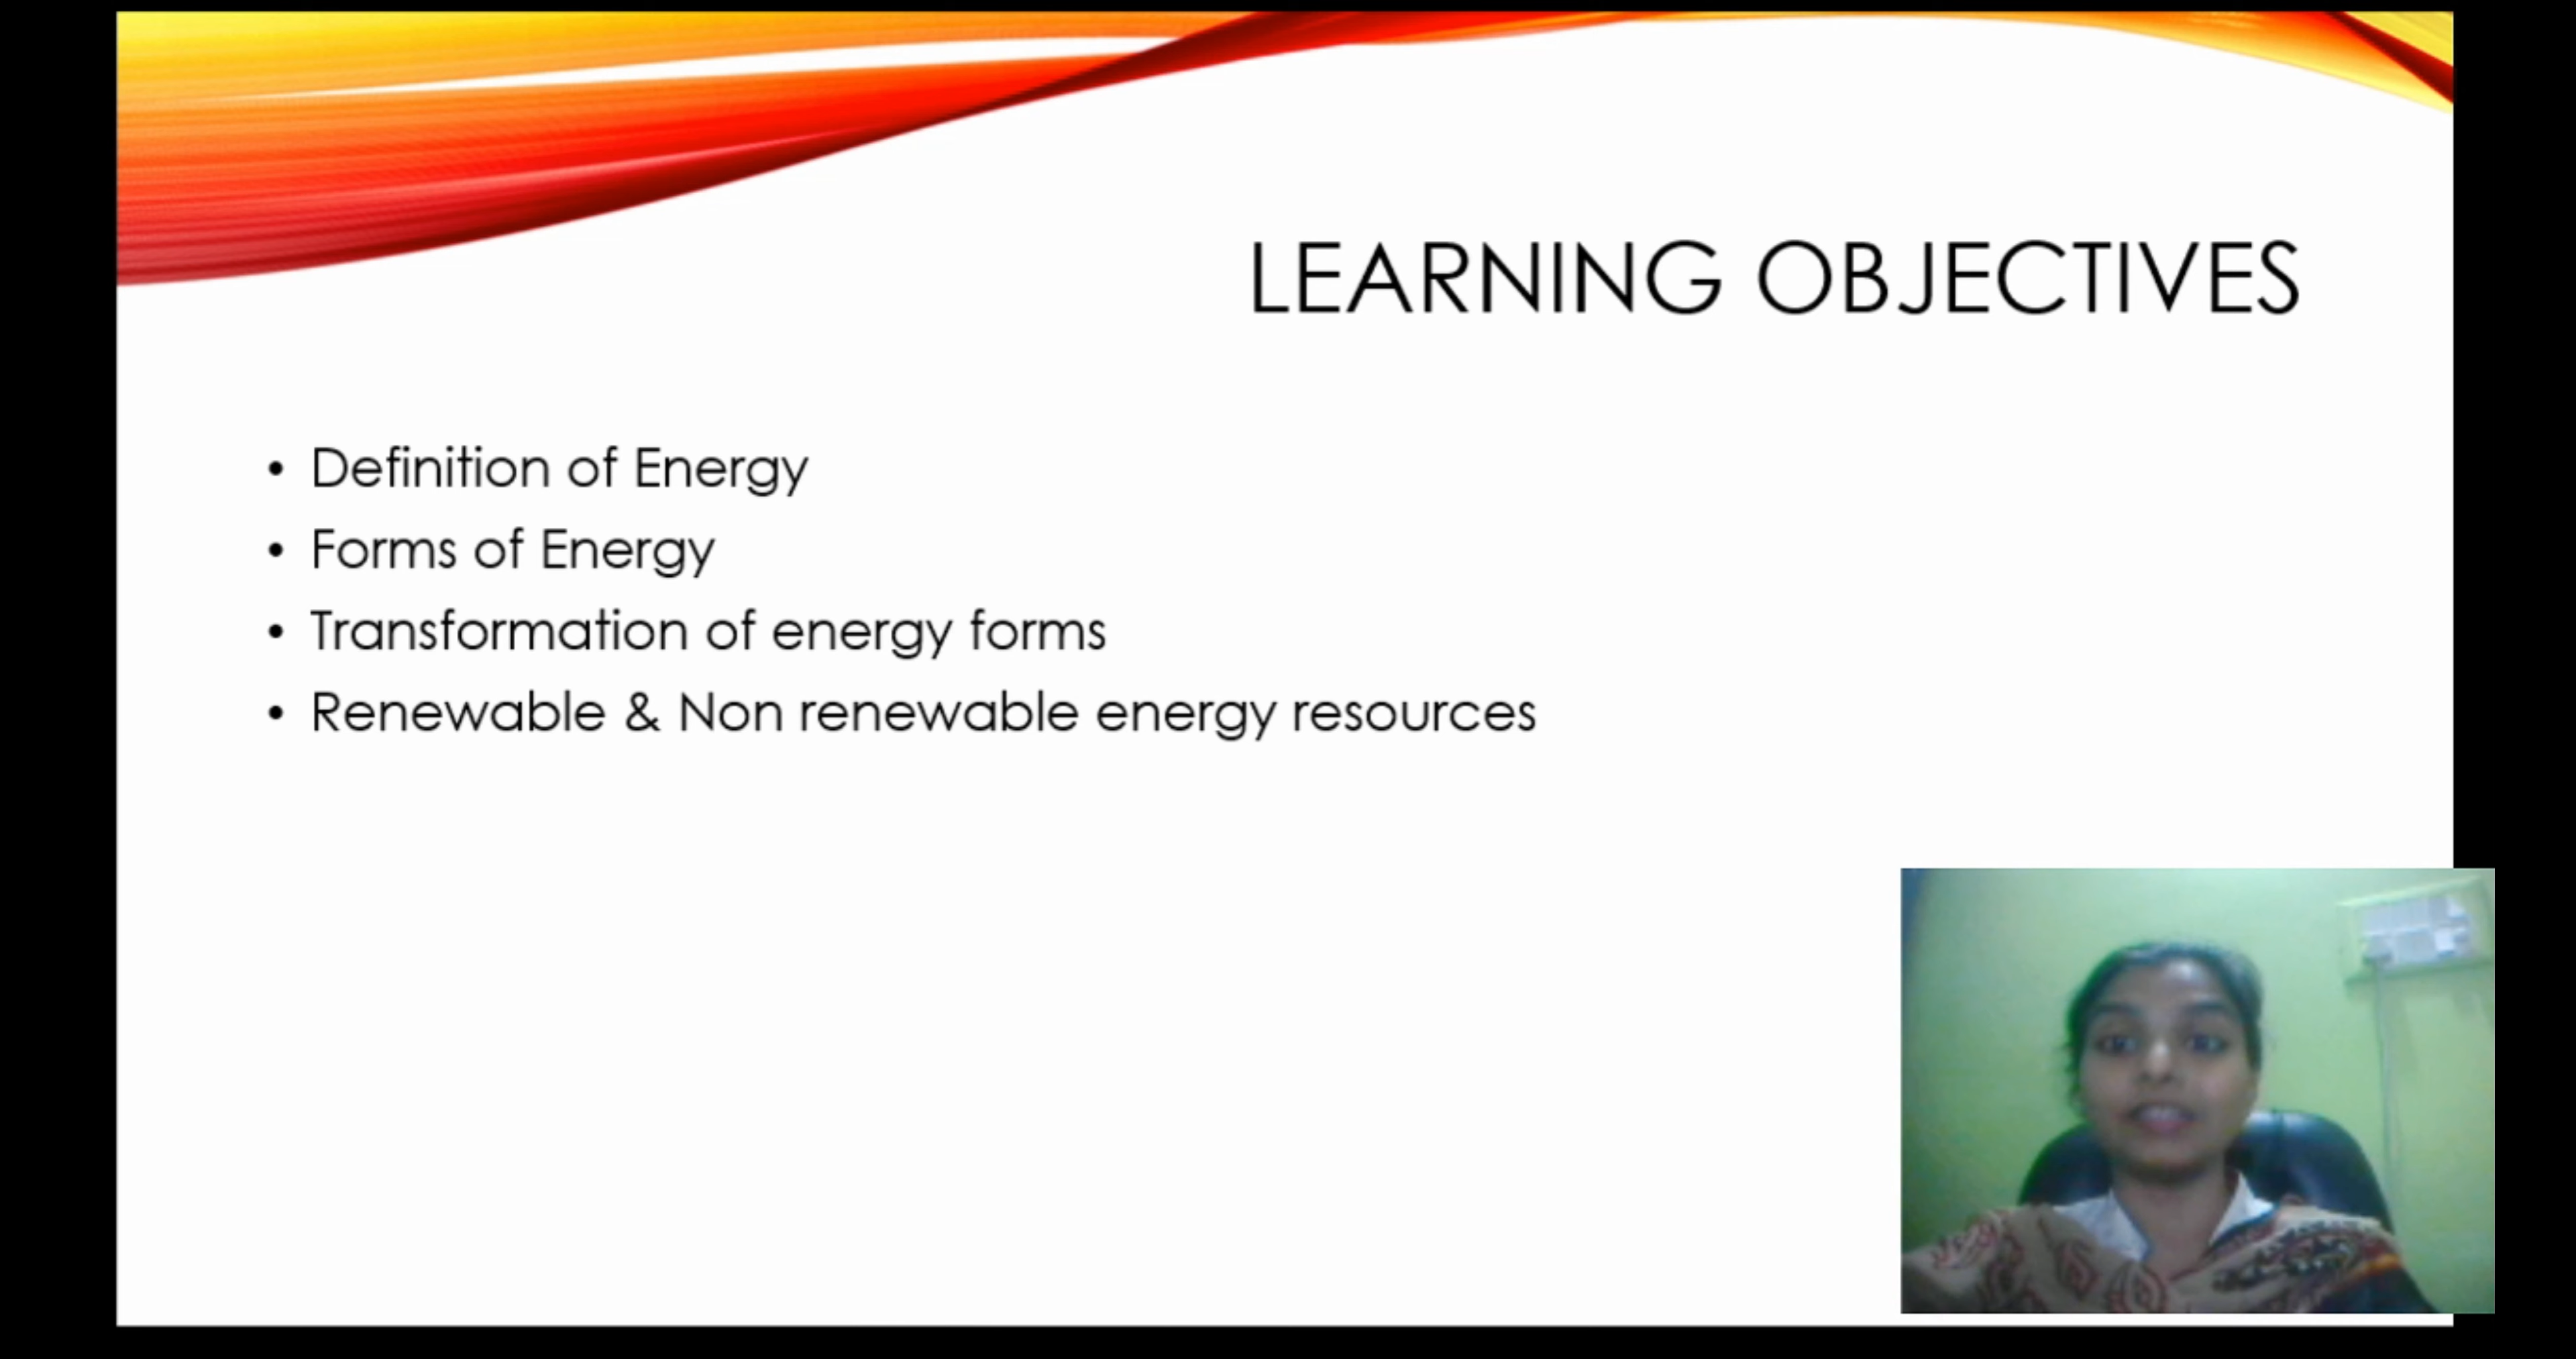 LEARNING OBJECTIVES
• Definition of Energy
• Forms of Energy
• Transformation of energy forms
• Renewable & Non renewable energy resources